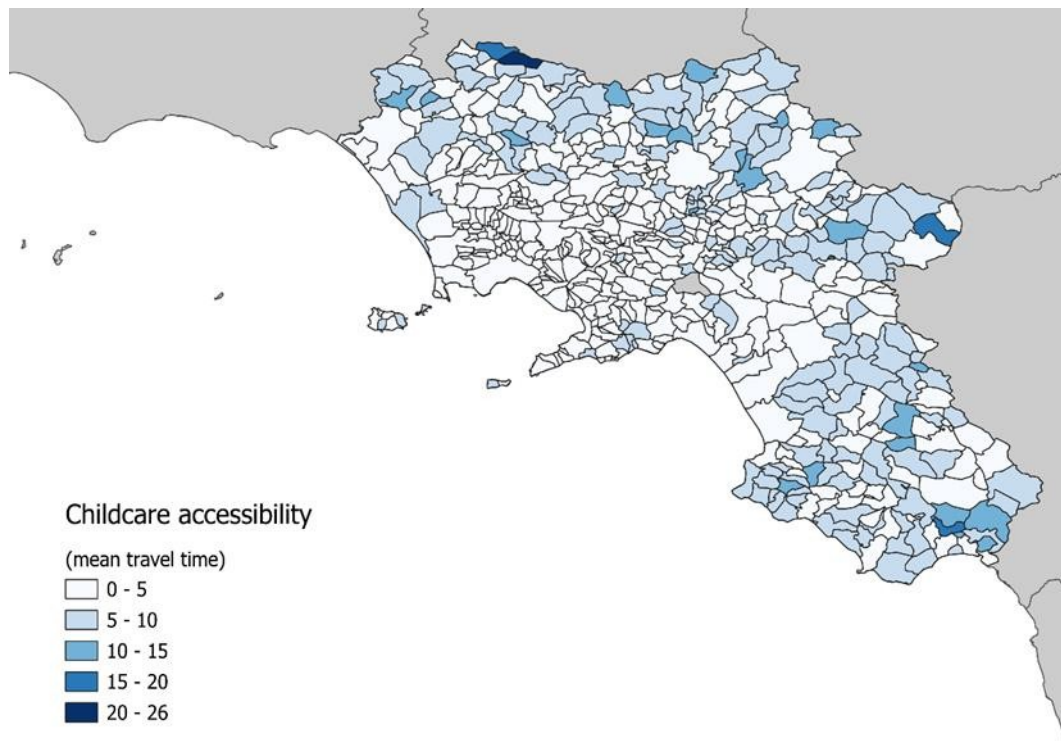 Childcare accessibility
(mean travel time)
0 - 5
5 - 10
10 - 15
15 - 20
20 - 26